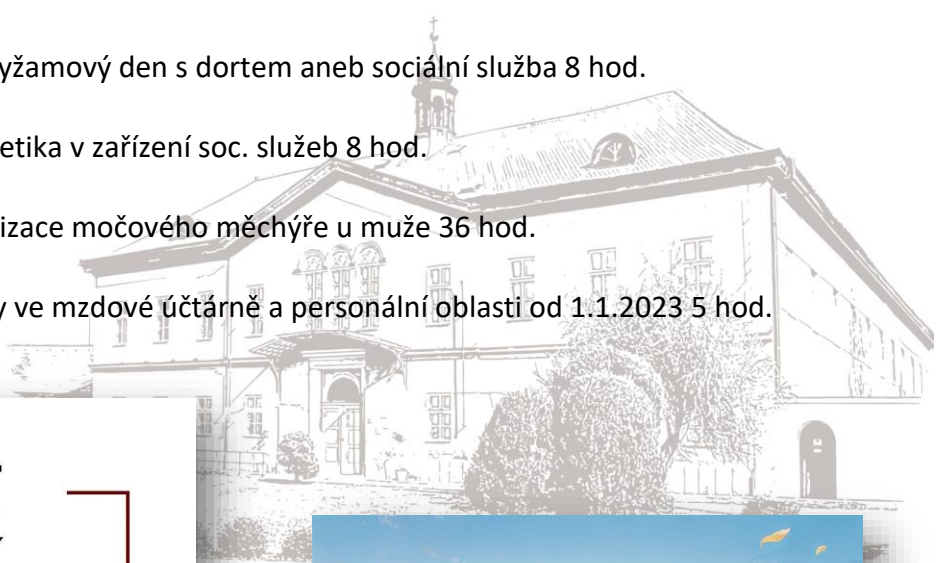 yžamový den s dortem aneb sociální služba 8 hod.
etika v zařízení soc. služeb 8 hod.
izace močového měchýře u muže 36 hod.
y ve mzdové účtárně a personální oblasti od 1.1.2023 5 hod.